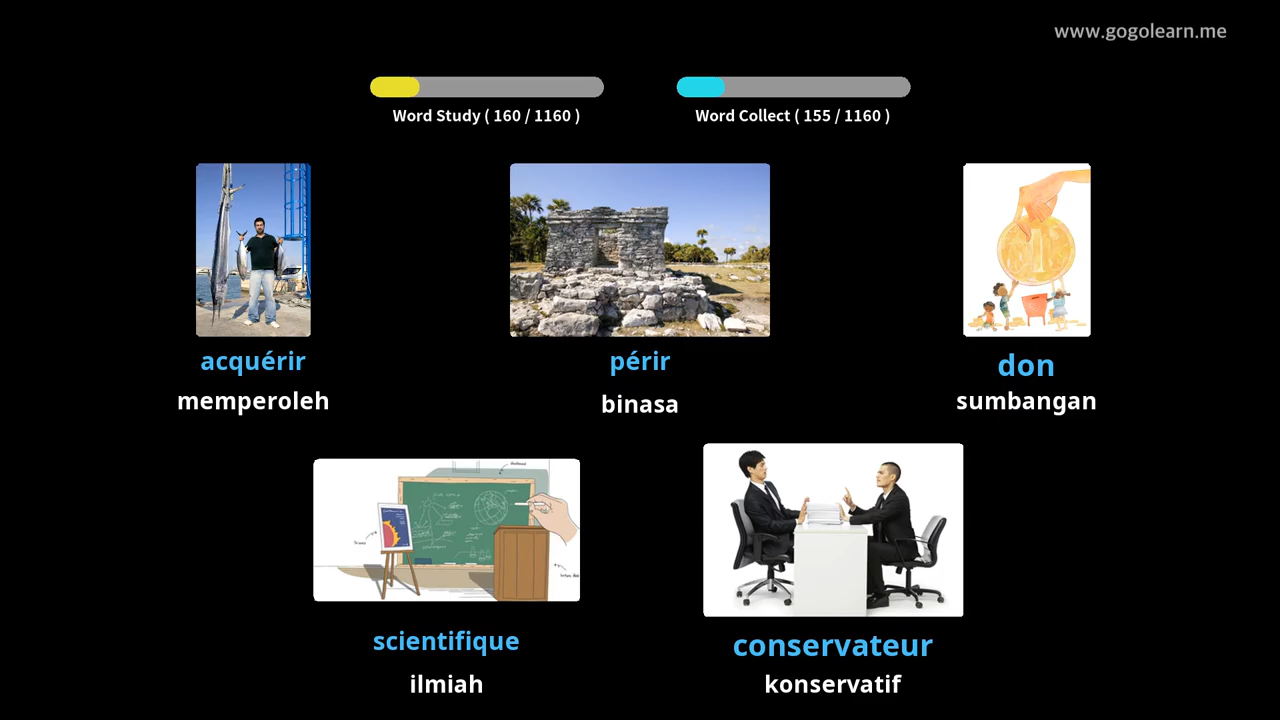 www.gogolearn.me
Word Study ( 160 / 1160 )
Word Collect ( 155 / 1160 )
acquérir
memperoleh
périr
binasa
don
sumbangan
scientifique
ilmiah
conservateur
konservatif